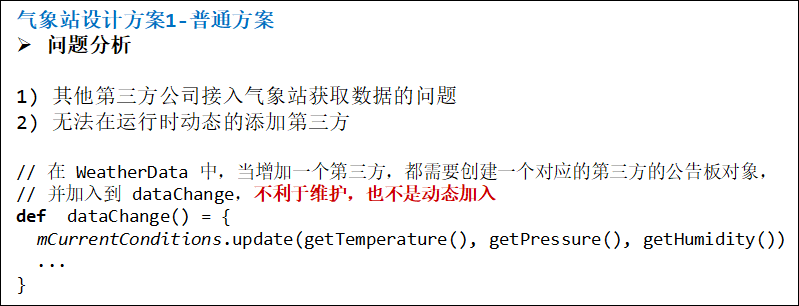 气象站设计方案1-普通方案
➢ 问题分析
1) 其他第三方公司接入气象站获取数据的问题
2) 无法在运行时动态的添加第三方
// 在 WeatherData 中，当增加一个第三方，都需要创建一个对应的第三方的公告板对象，
// 并加入到 dataChange，不利于维护，也不是动态加入
def dataChange() = {
mCurrentConditions.update(getTemperature(), getPressure(), getHumidity())
...
}